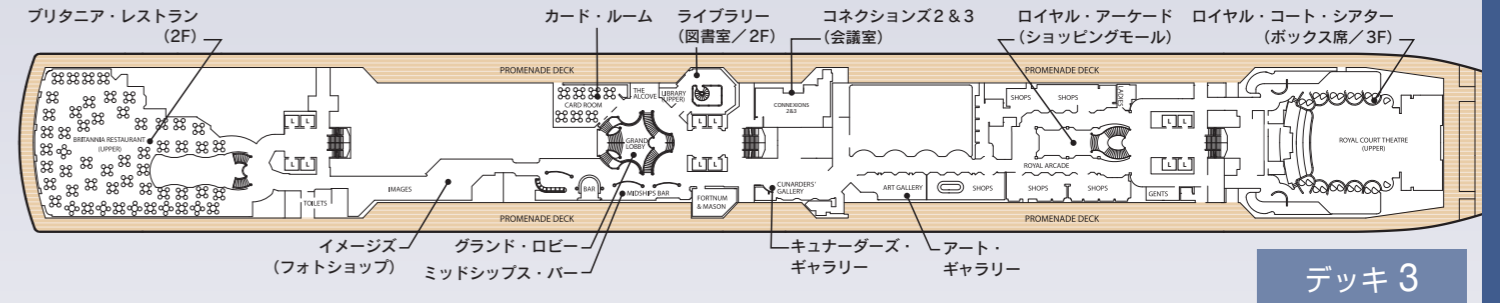 ブリタニア・レストラン
(2F)
カード・ルーム
ライブラリー
(図書室／2F)
コネクションズ2＆3
(会議室)
ロイヤル・アーケード
(ショッピングモール)
ロイヤル・コート・シアター
(ボックス席／3F)
PROMENADE DECK
PROMENADE DECK
CARD ROOM
THE
ALCOVE
LIBRARY
(UPPER)
CONNEXIONS
2&3
SHOPS
SHOPS
LADIES
L L
L L
L L
BRITANNIA RESTAURANT
(UPPER)
GRAND
LOBBY
ROYAL COURT THEATRE
(UPPER)
L L
L L
L L
ROYAL ARCADE
IMAGES
TOILETS
BAR
MIDSHIPS BAR
FORTNUM
& MASON
CUNARDERS'
GALLERY
ART GALLERY
SHOPS
SHOPS
SHOPS
GENTS
PROMENADE DECK
PROMENADE DECK
イメージズ
(フォトショップ)
グランド・ロビー
ミッドシップス・バー
キュナーダーズ・
ギャラリー
アート・
ギャラリー
デッキ 3